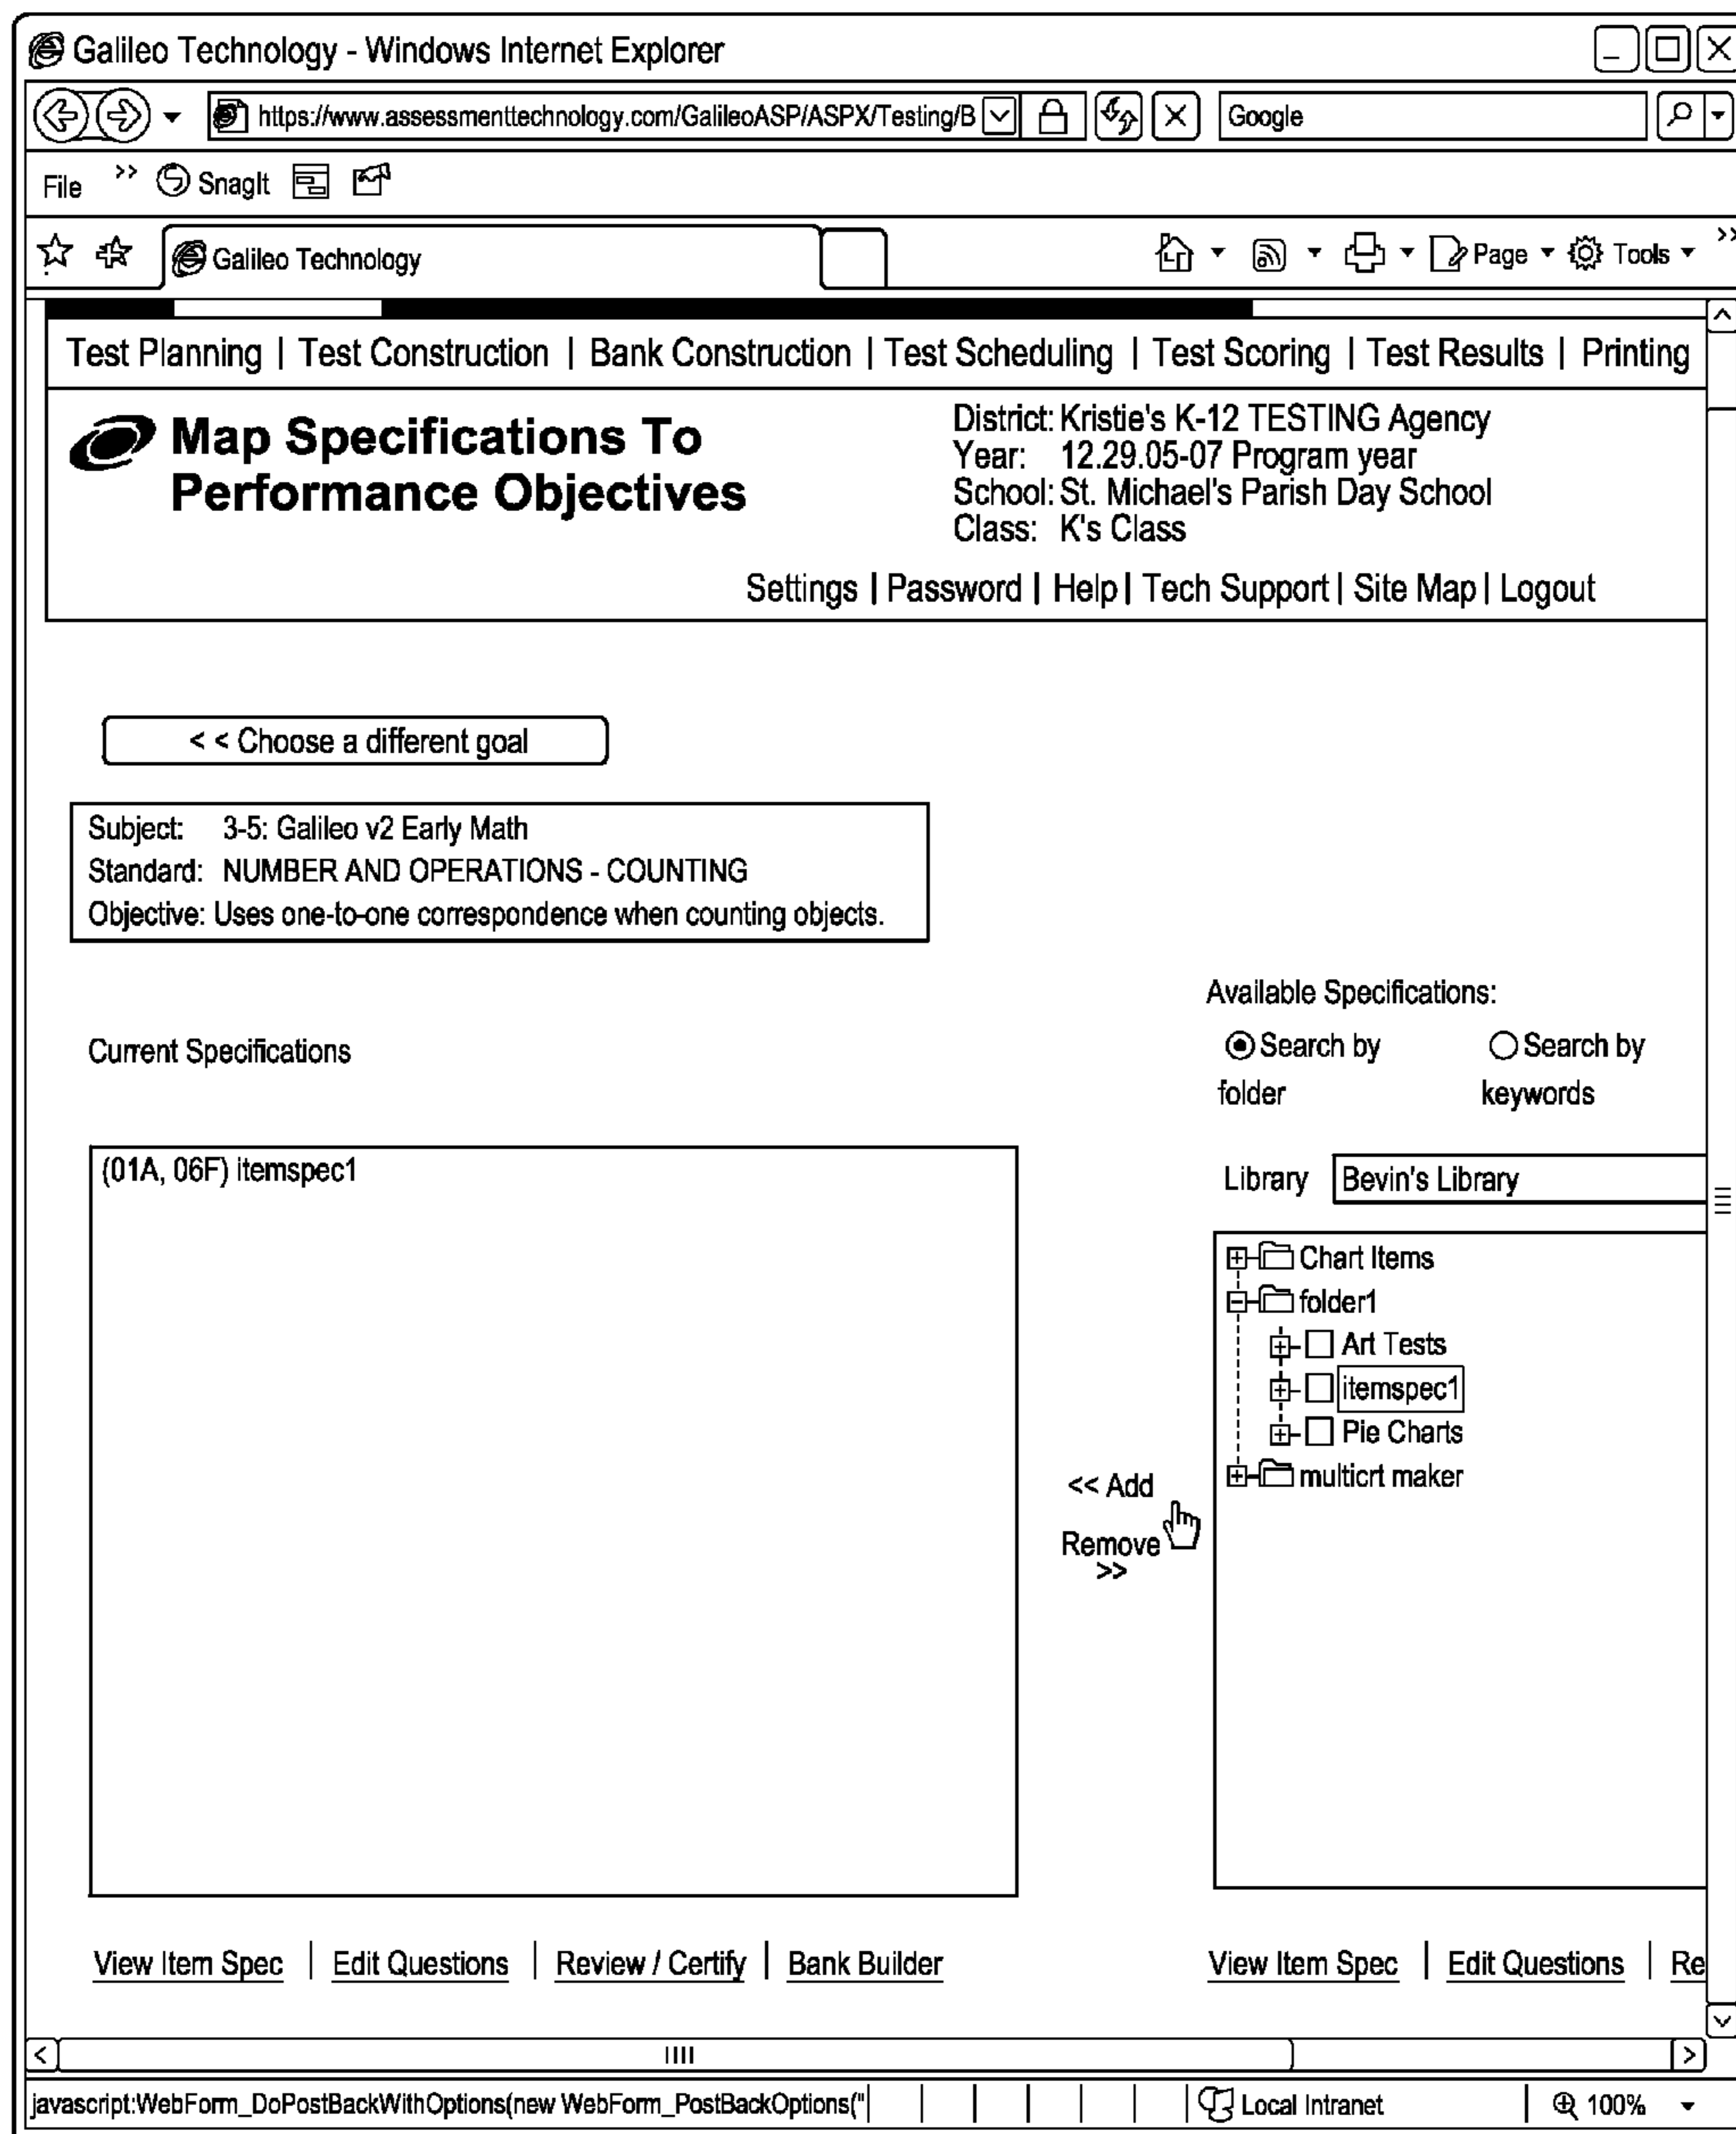 Galileo Technology - Windows Internet Explorer
https://www.assessmenttechnology.com/GalileoASP/ASPX/Testing/B
Google
File >> SnagIt
Galileo Technology
Page Tools >>
Test Planning | Test Construction | Bank Construction | Test Scheduling | Test Scoring | Test Results | Printing
Map Specifications To
Performance Objectives
District: Kristie's K-12 TESTING Agency
Year: 12.29.05-07 Program year
School: St. Michael's Parish Day School
Class: K's Class
Settings | Password | Help | Tech Support | Site Map | Logout
< < Choose a different goal
Subject: 3-5: Galileo v2 Early Math
Standard: NUMBER AND OPERATIONS - COUNTING
Objective: Uses one-to-one correspondence when counting objects.
Current Specifications
(01A, 06F) itemspec1
<< Add
Remove
>>
Available Specifications:
Search by folder
Search by keywords
Library Bevin's Library
Chart Items
folder1
Art Tests
itemspec1
Pie Charts
multicrt maker
View Item Spec | Edit Questions | Review / Certify | Bank Builder
View Item Spec | Edit Questions | Re
javascript:WebForm_DoPostBackWithOptions(new WebForm_PostBackOptions("
Local Intranet
100%